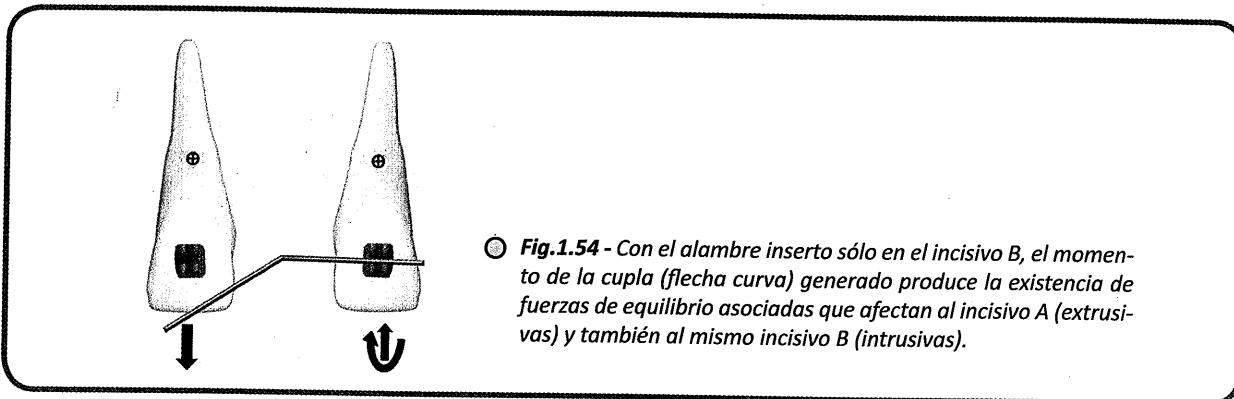 Fig.1.54 - Con el alambre inserto sólo en el incisivo B, el momen-
to de la cupla (flecha curva) generado produce la existencia de
fuerzas de equilibrio asociadas que afectan al incisivo A (extrusi-
vas) y también al mismo incisivo B (intrusivas).